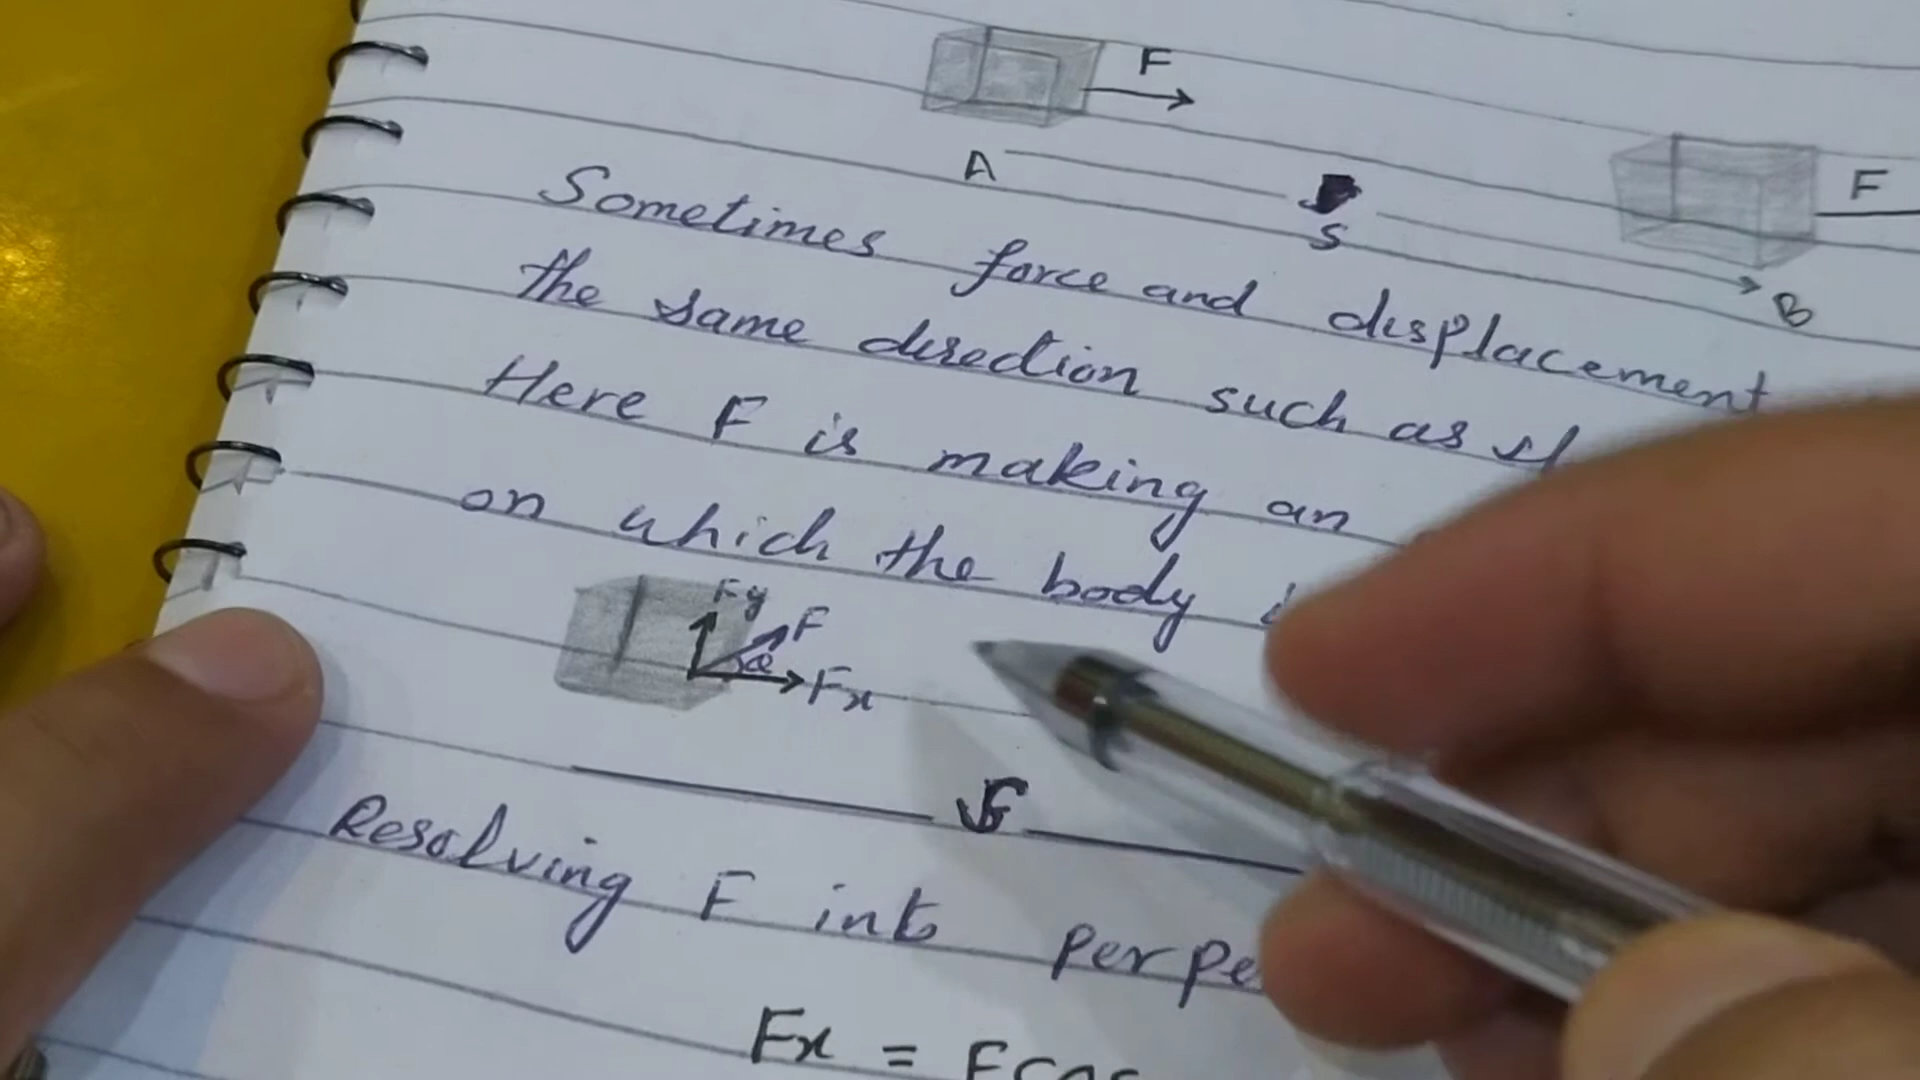 F
F
A
S
B
Sometimes force and displacement
the same direction such as
Here F is making an
on which the body
Fy
F
Fx
Resolving F into
Fx =